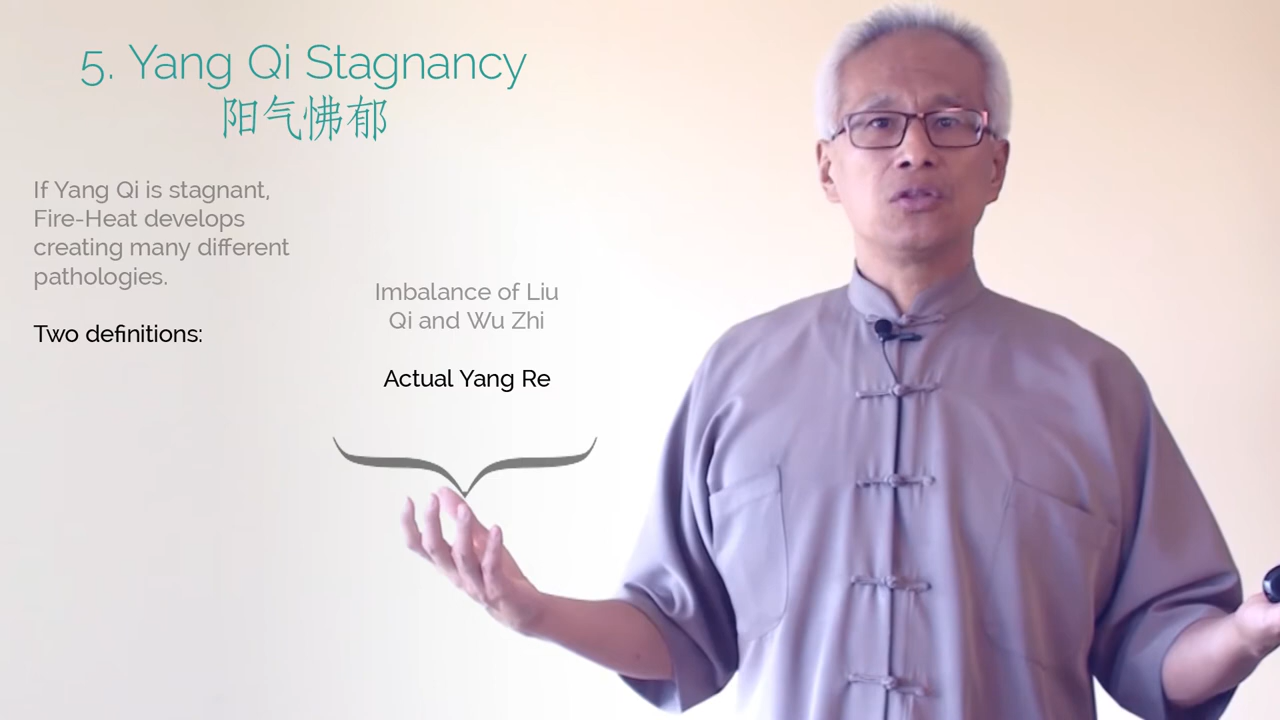 5. Yang Qi Stagnancy
阳气怫郁
If Yang Qi is stagnant,
Fire-Heat develops
creating many different
pathologies.
Two definitions:
Imbalance of Liu
Qi and Wu Zhi
Actual Yang Re